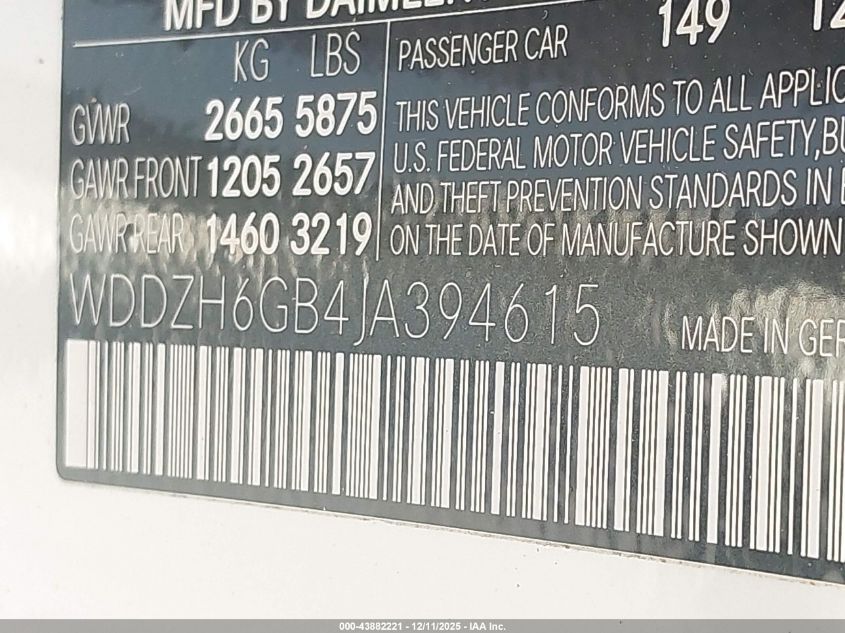 MFD BY DAIMLER
149 12
KG LBS PASSENGER CAR
GVWR 2665 5875
GAWR FRONT 1205 2657
GAWR REAR 1460 3219
THIS VEHICLE CONFORMS TO ALL APPLIC
U.S. FEDERAL MOTOR VEHICLE SAFETY, BU
AND THEFT PREVENTION STANDARDS IN E
ON THE DATE OF MANUFACTURE SHOWN
WDDZH6GB4JA394615
MADE IN GER
000-43882221 - 12/11/2025 - IAA Inc.